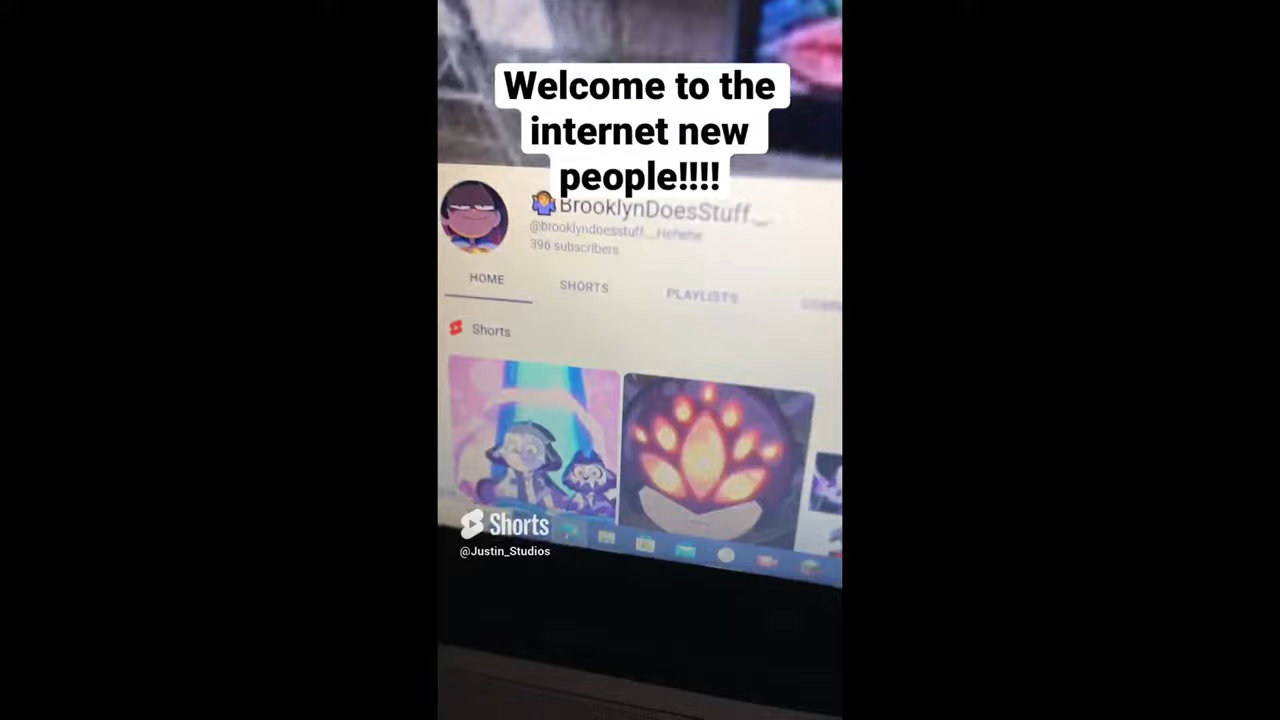 Welcome to the
internet new
people!!!!
🤷BrooklynDoesStuff
396 subscribers
HOME
SHORTS
PLAYLISTS
Shorts
Shorts
@Justin_Studios